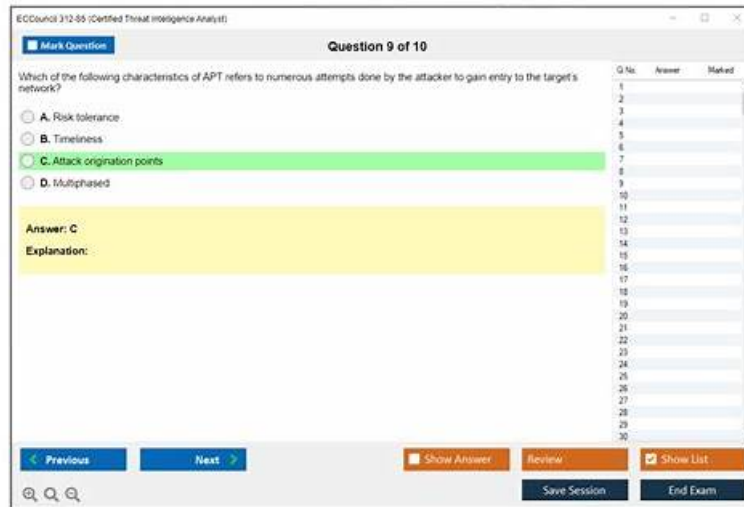 ECCouncil 312-85 (Certified Threat Intelligence Analyst)
Mark Question
Question 9 of 10
Which of the following characteristics of APT refers to numerous attempts done by the attacker to gain entry to the target's
network?
A. Risk tolerance
B. Timeliness
C. Attack origination points
D. Multiphased
Answer: C
Explanation:
Q No. Answer Marked
1
2
3
4
5
6
7
8
9
10
11
12
13
14
15
16
17
18
19
20
21
22
23
24
25
26
27
28
29
30
Previous
Next
Show Answer
Review
Show List
Save Session
End Exam